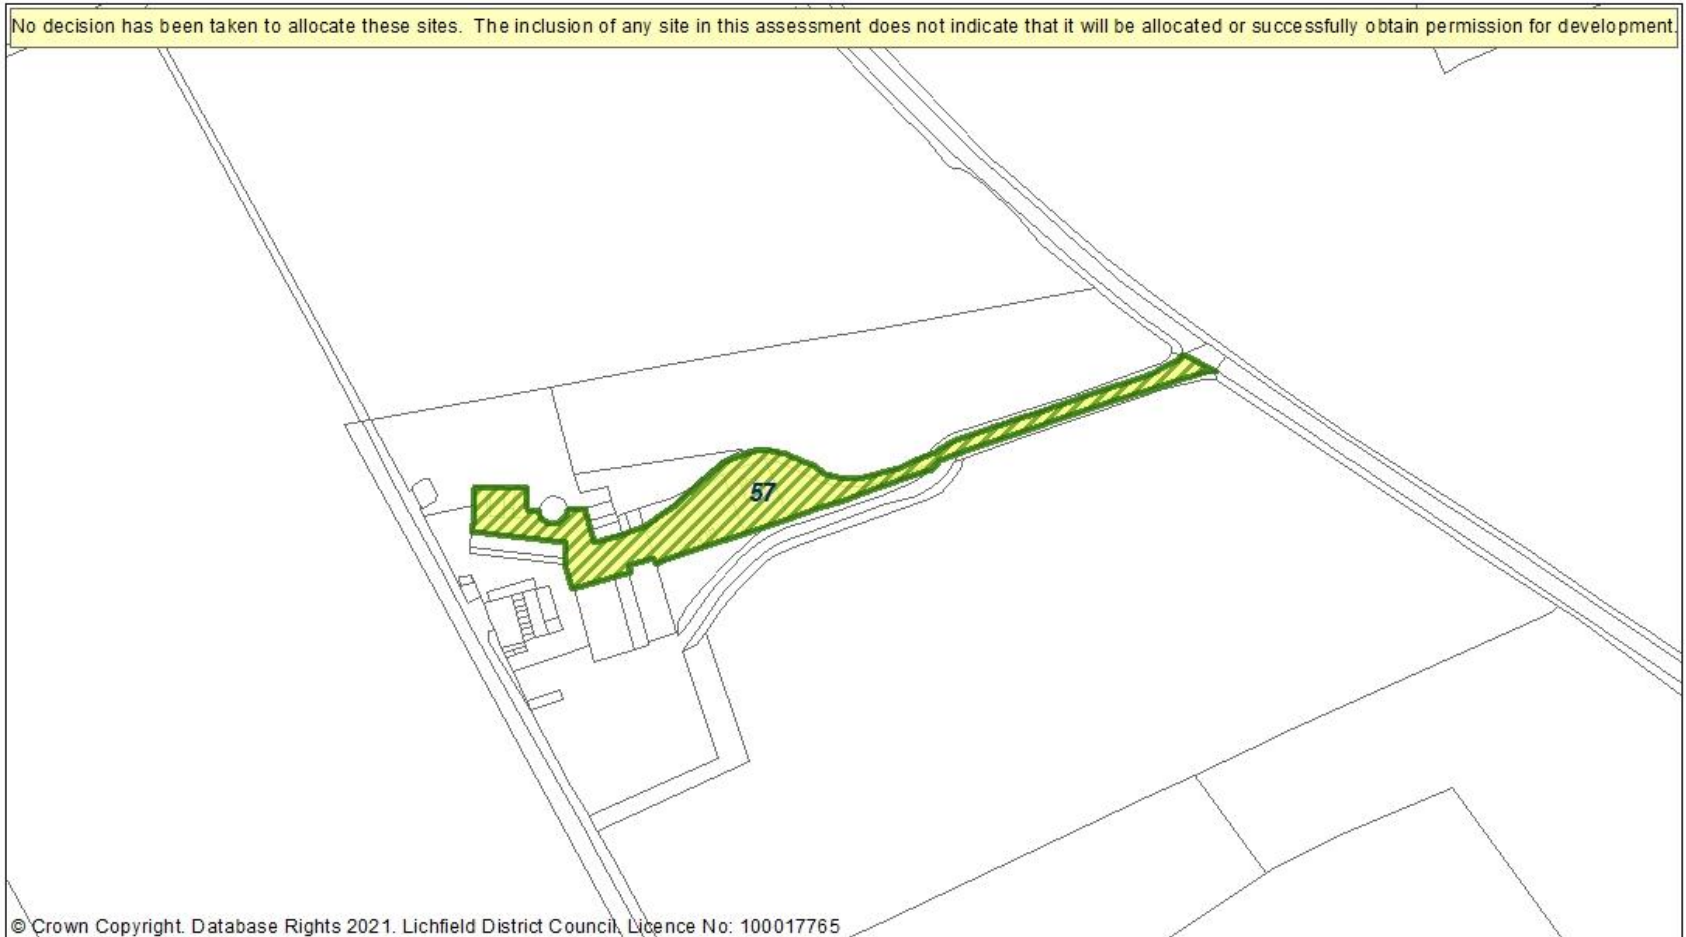 No decision has been taken to allocate these sites. The inclusion of any site in this assessment does not indicate that it will be allocated or successfully obtain permission for development.
57
© Crown Copyright. Database Rights 2021. Lichfield District Council, Licence No: 100017765